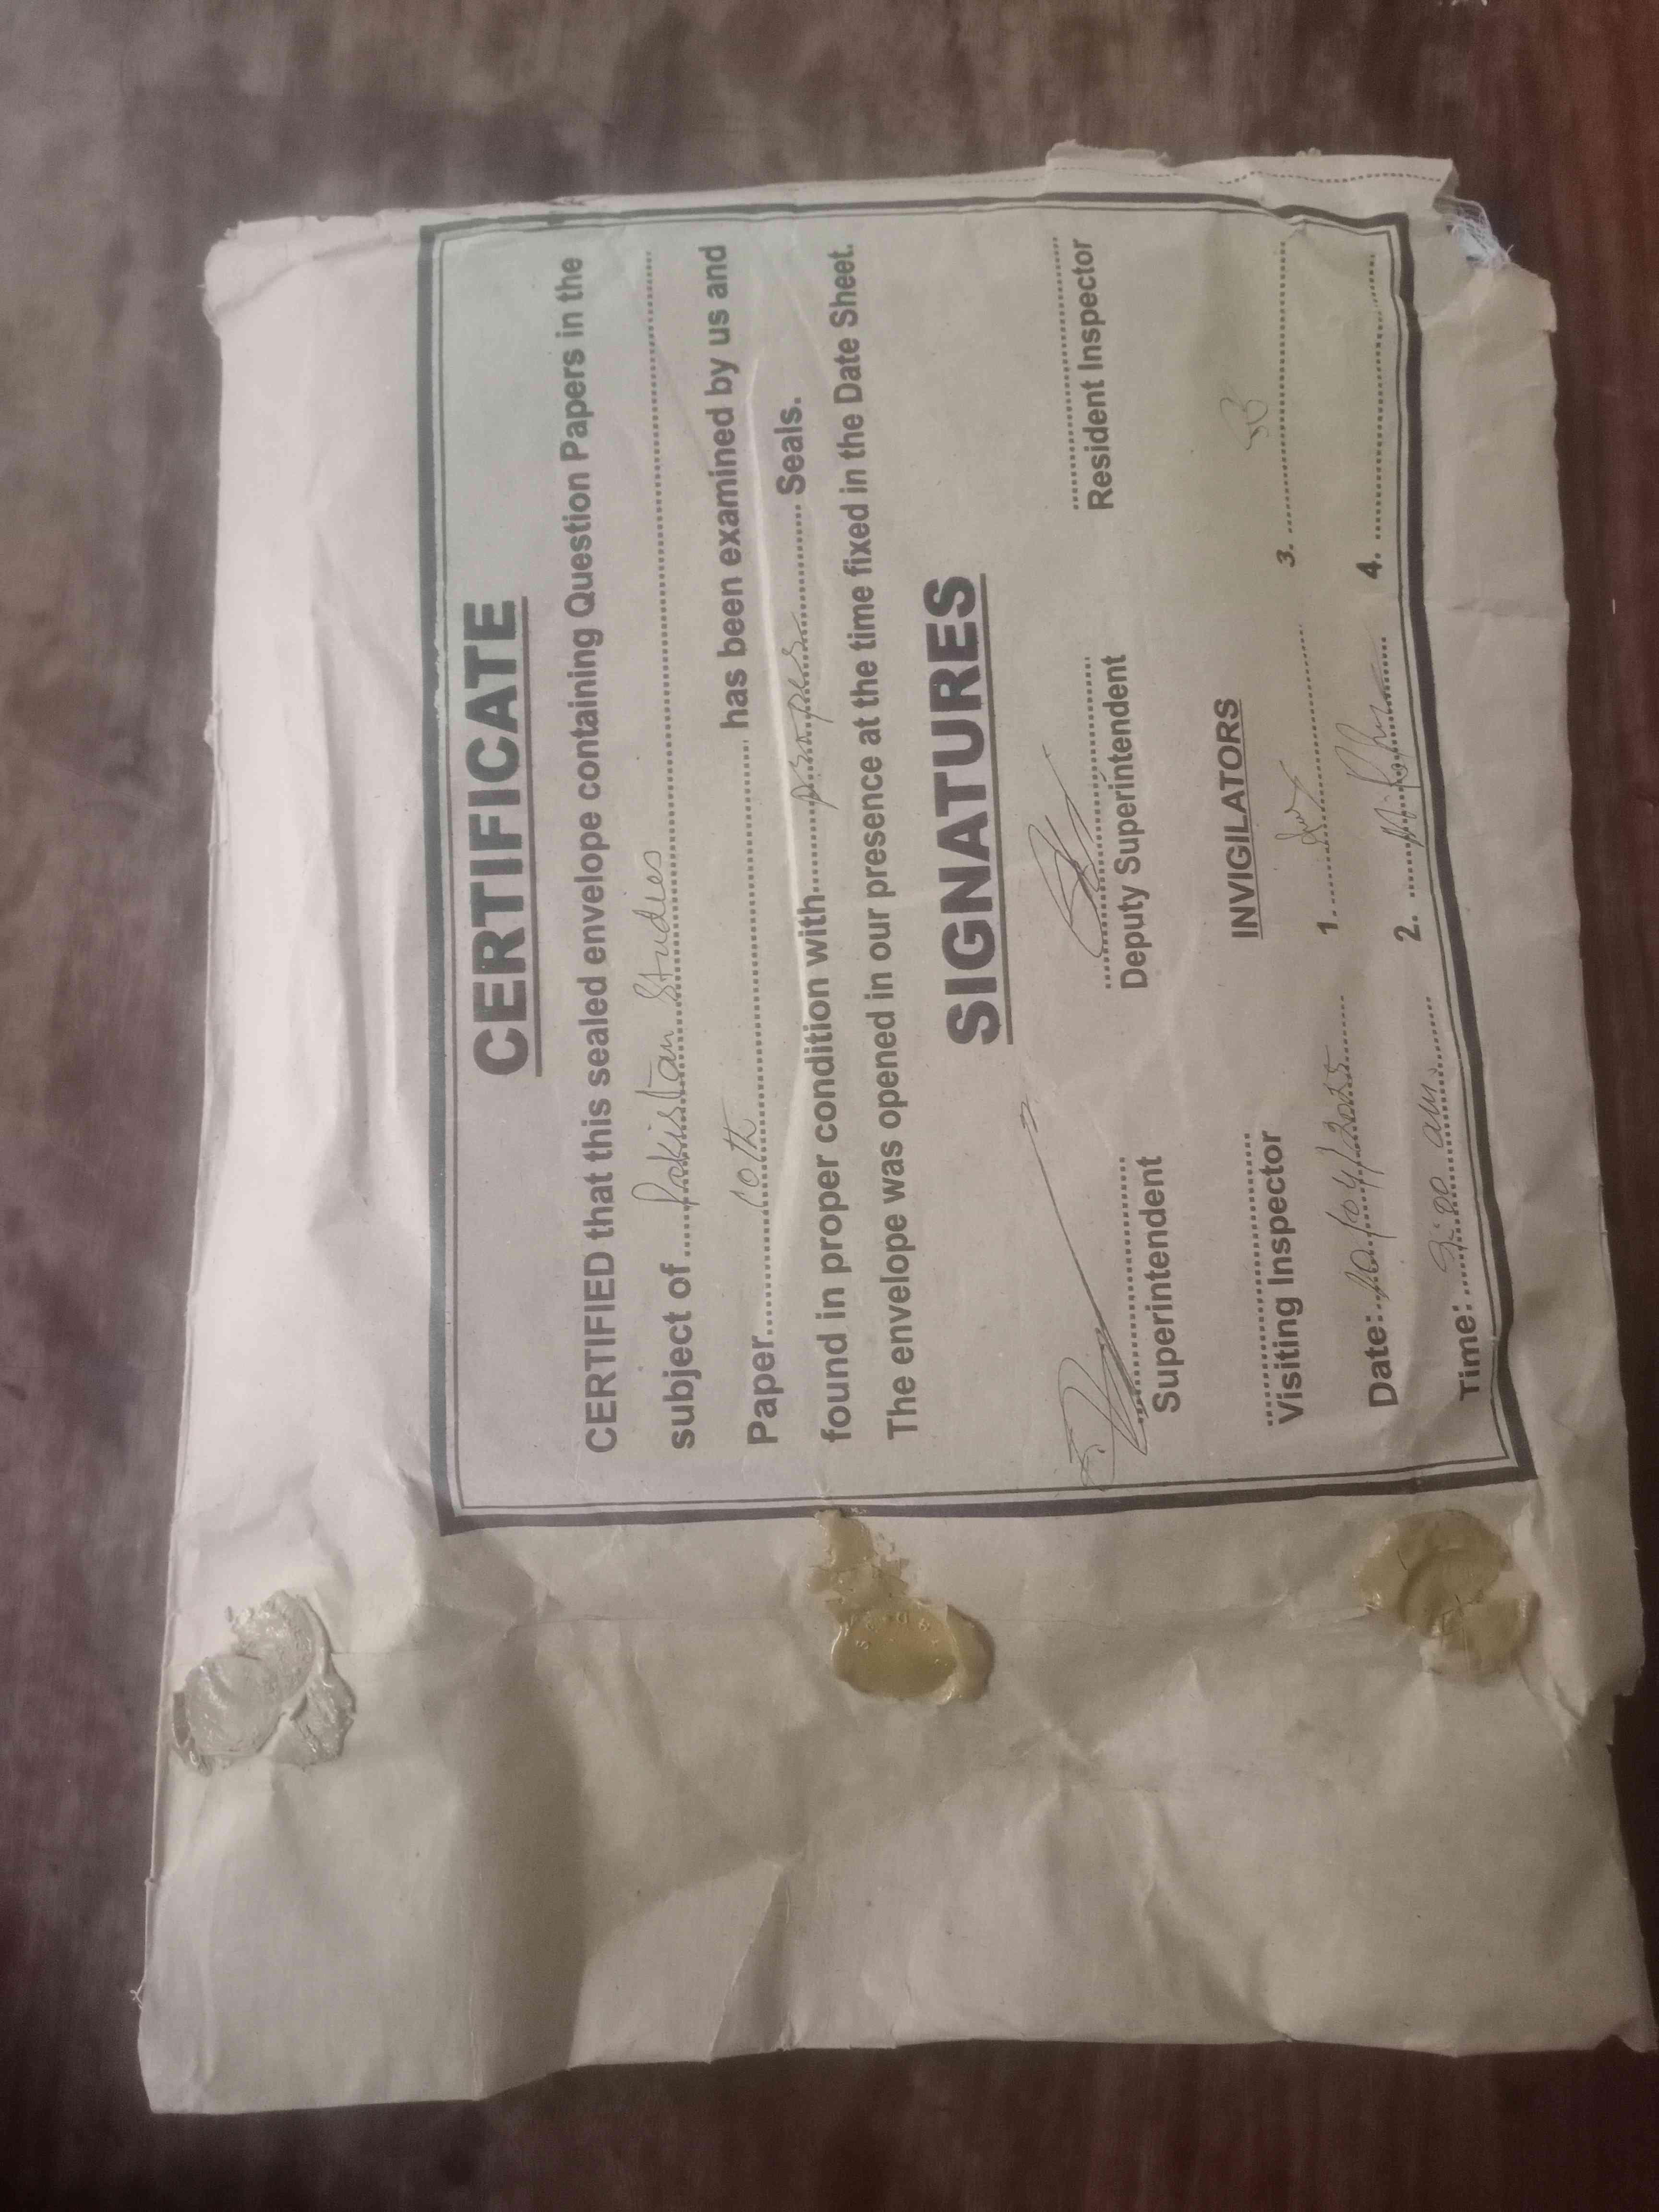 CERTIFICATE
CERTIFIED that this sealed envelope containing Question Papers in the
subject of Pakistan Studies
Paper 10th has been examined by us and
found in proper condition with proper Seals.
The envelope was opened in our presence at the time fixed in the Date Sheet.
SIGNATURES
Superintendent Deputy Superintendent Resident Inspector
INVIGILATORS
Visiting Inspector
1. 3.
Date: 10/04/2025
2. 4.
Time: 9:00 am